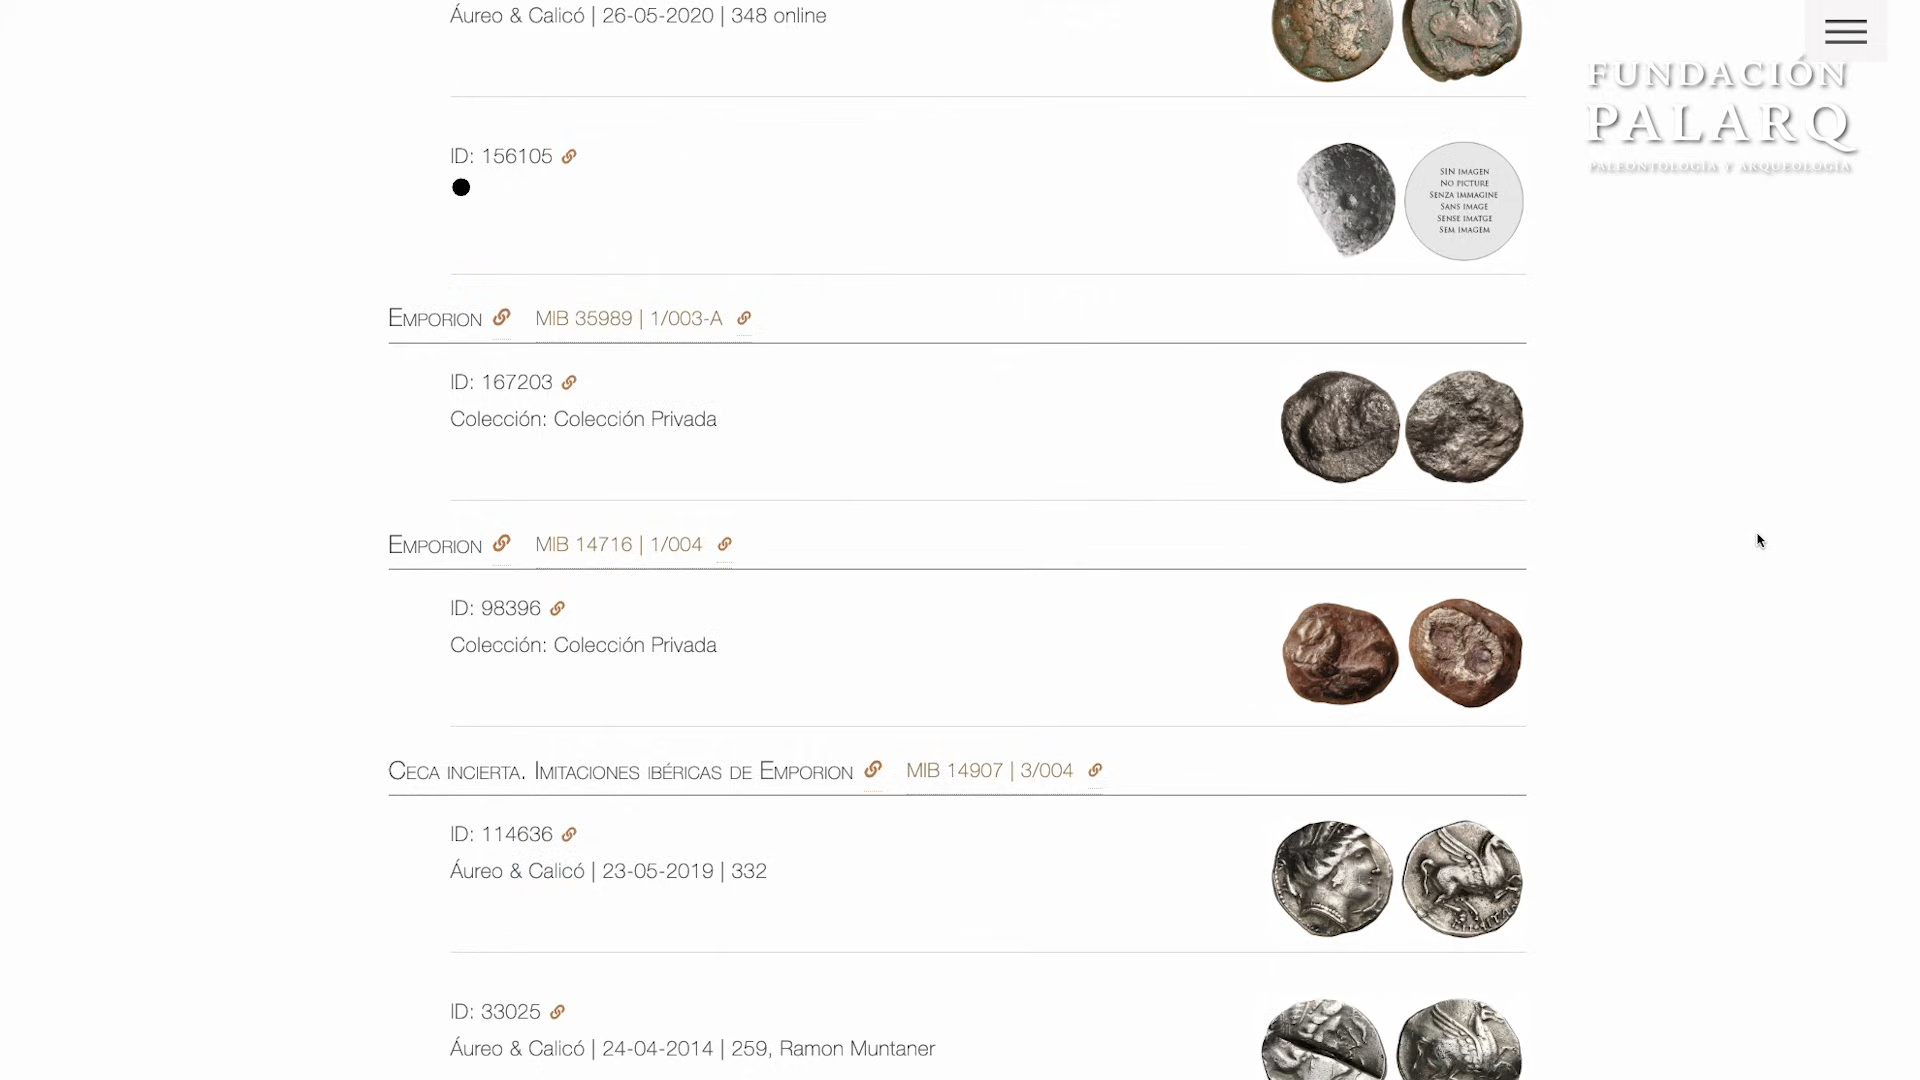 Áureo & Calicó | 26-05-2020 | 348 online
FUNDACIÓN
PALARQ
PALEONTOLOGÍA Y ARQUEOLOGÍA
ID: 156105
SIN IMAGEN
NO PICTURE
SENZA IMMAGINE
SANS IMAGE
SENSE IMATGE
SEM IMAGEM
EMPORION MIB 35989 | 1/003-A
ID: 167203
Colección: Colección Privada
EMPORION MIB 14716 | 1/004
ID: 98396
Colección: Colección Privada
CECA INCIERTA. IMITACIONES IBÉRICAS DE EMPORION MIB 14907 | 3/004
ID: 114636
Áureo & Calicó | 23-05-2019 | 332
ID: 33025
Áureo & Calicó | 24-04-2014 | 259, Ramon Muntaner